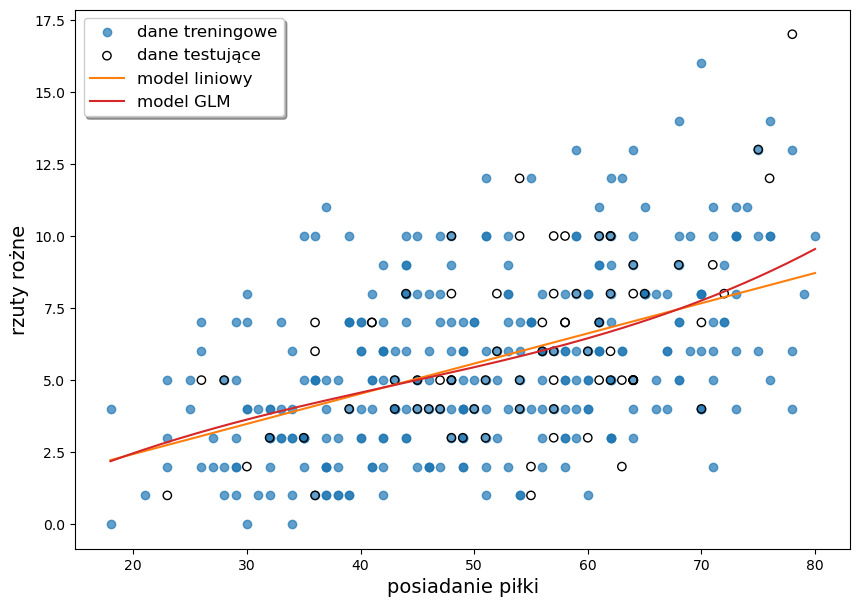 dane treningowe
dane testujące
model liniowy
model GLM
17.5
15.0
12.5
10.0
7.5
5.0
2.5
0.0
rzuty rożne
20 30 40 50 60 70 80
posiadanie piłki